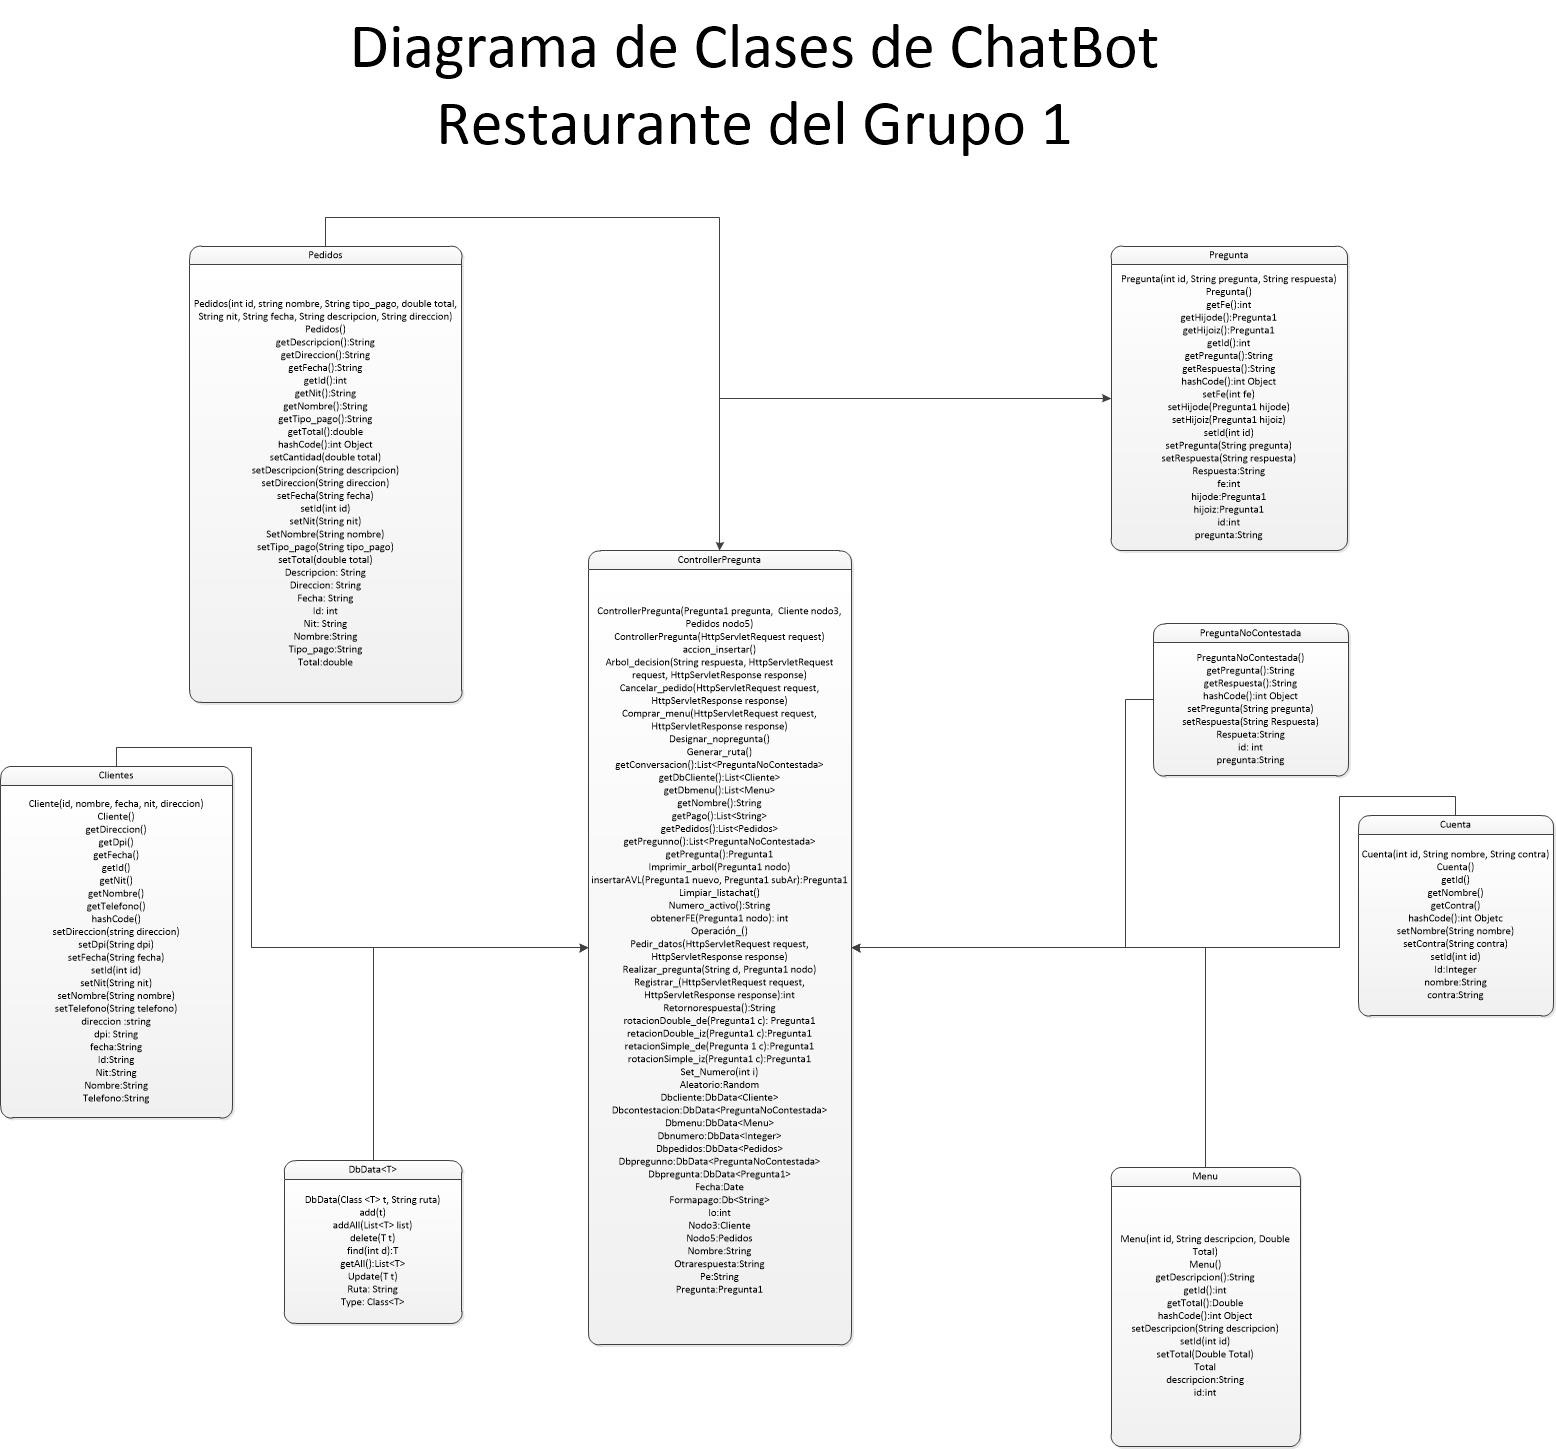 Diagrama de Clases de ChatBot
Restaurante del Grupo 1
Pedidos
Pedidos(int id, string nombre, String tipo_pago, double total,
String nit, String fecha, String descripcion, String direccion)
Pedidos()
getDescripcion():String
getDireccion():String
getFecha():String
getId():int
getNit():String
getNombre():String
getTipo_pago():String
getTotal():double
hashCode():int Object
setCantidad(double total)
setDescripcion(String descripcion)
setDireccion(String direccion)
setFecha(String fecha)
setId(int id)
setNit(String nit)
SetNombre(String nombre)
setTipo_pago(String tipo_pago)
setTotal(double total)
Descripcion: String
Direccion: String
Fecha: String
Id: int
Nit: String
Nombre:String
Tipo_pago:String
Total:double
Pregunta
Pregunta(int id, String pregunta, String respuesta)
Pregunta()
getFe():int
getHijode():Pregunta1
getHijoiz():Pregunta1
getId():int
getPregunta():String
getRespuesta():String
hashCode():int Object
setFe(int fe)
setHijode(Pregunta1 hijode)
setHijoiz(Pregunta1 hijoiz)
setId(int id)
setPregunta(String pregunta)
setRespuesta(String respuesta)
Respuesta:String
fe:int
hijode:Pregunta1
hijoiz:Pregunta1
id:int
pregunta:String
ControllerPregunta
ControllerPregunta(Pregunta1 pregunta, Cliente nodo3,
Pedidos nodo5)
ControllerPregunta(HttpServletRequest request)
accion_insertar()
Arbol_decision(String respuesta, HttpServletRequest
request, HttpServletResponse response)
Cancelar_pedido(HttpServletRequest request,
HttpServletResponse response)
Comprar_menu(HttpServletRequest request,
HttpServletResponse response)
Designar_nopregunta()
Generar_ruta()
getConversacion():List<PreguntaNoContestada>
getDbCliente():List<Cliente>
getDbmenu():List<Menu>
getNombre():String
getPago():List<String>
getPedidos():List<Pedidos>
getPregunno():List<PreguntaNoContestada>
getPregunta():Pregunta1
Imprimir_arbol(Pregunta1 nodo)
insertarAVL(Pregunta1 nuevo, Pregunta1 subAr):Pregunta1
Limpiar_listachat()
Numero_activo():String
obtenerFE(Pregunta1 nodo): int
Operación_()
Pedir_datos(HttpServletRequest request,
HttpServletResponse response)
Realizar_pregunta(String d, Pregunta1 nodo)
Registrar_(HttpServletRequest request,
HttpServletResponse response):int
Retornorespuesta():String
rotacionDouble_de(Pregunta1 c): Pregunta1
retacionDouble_iz(Pregunta1 c):Pregunta1
retacionSimple_de(Pregunta 1 c):Pregunta1
rotacionSimple_iz(Pregunta1 c):Pregunta1
Set_Numero(int i)
Aleatorio:Random
Dbcliente:DbData<Cliente>
Dbcontestacion:DbData<PreguntaNoContestada>
Dbmenu:DbData<Menu>
Dbnumero:DbData<Integer>
Dbpedidos:DbData<Pedidos>
Dbpregunno:DbData<PreguntaNoContestada>
Dbpregunta:DbData<Pregunta1>
Fecha:Date
Formapago:Db<String>
Io:int
Nodo3:Cliente
Nodo5:Pedidos
Nombre:String
Otrarespuesta:String
Pe:String
Pregunta:Pregunta1
PreguntaNoContestada
PreguntaNoContestada()
getPregunta():String
getRespuesta():String
hashCode():int Object
setPregunta(String pregunta)
setRespuesta(String Respuesta)
Respueta:String
id: int
pregunta:String
Clientes
Cliente(id, nombre, fecha, nit, direccion)
Cliente()
getDireccion()
getDpi()
getFecha()
getId()
getNit()
getNombre()
getTelefono()
hashCode()
setDireccion(string direccion)
setDpi(String dpi)
setFecha(String fecha)
setId(int id)
setNit(String nit)
setNombre(String nombre)
setTelefono(String telefono)
direccion :string
dpi: String
fecha:String
Id:String
Nit:String
Nombre:String
Telefono:String
Cuenta
Cuenta(int id, String nombre, String contra)
Cuenta()
getId()
getNombre()
getContra()
hashCode():int Objetc
setNombre(String nombre)
setContra(String contra)
setId(int id)
Id:Integer
nombre:String
contra:String
DbData<T>
DbData(Class <T> t, String ruta)
add(t)
addAll(List<T> list)
delete(T t)
find(int d):T
getAll():List<T>
Update(T t)
Ruta: String
Type: Class<T>
Menu
Menu(int id, String descripcion, Double
Total)
Menu()
getDescripcion():String
getId():int
getTotal():Double
hashCode():int Object
setDescripcion(String descripcion)
setId(int id)
setTotal(Double Total)
Total
descripcion:String
id:int